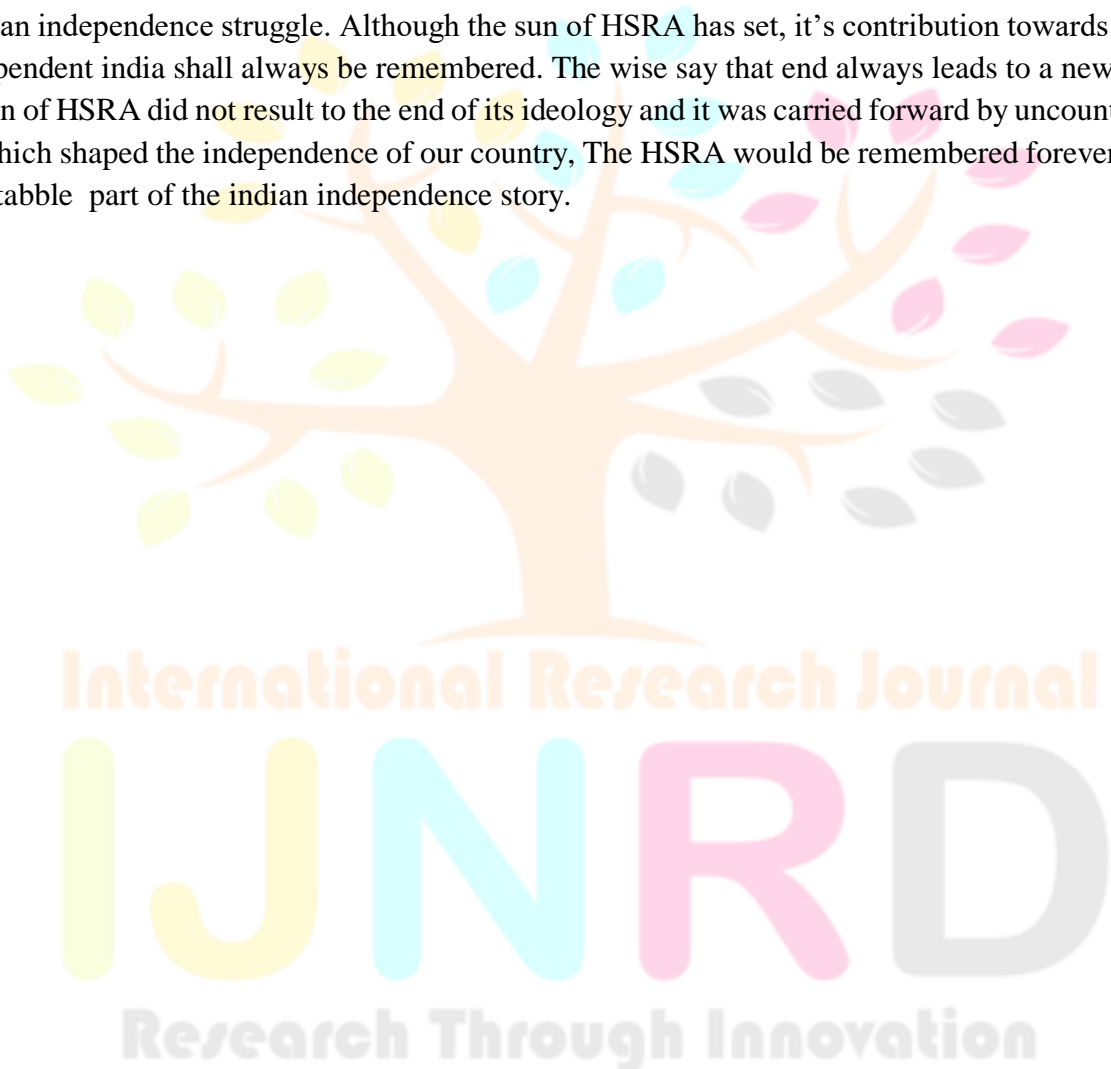 an independence struggle. Although the sun of HSRA has set, it’s contribution towards
pendent india shall always be remembered. The wise say that end always leads to a new
n of HSRA did not result to the end of its ideology and it was carried forward by uncount
hich shaped the independence of our country, The HSRA would be remembered forever
tabble part of the indian independence story.
International Research Journal
IJNRD
Research Through Innovation